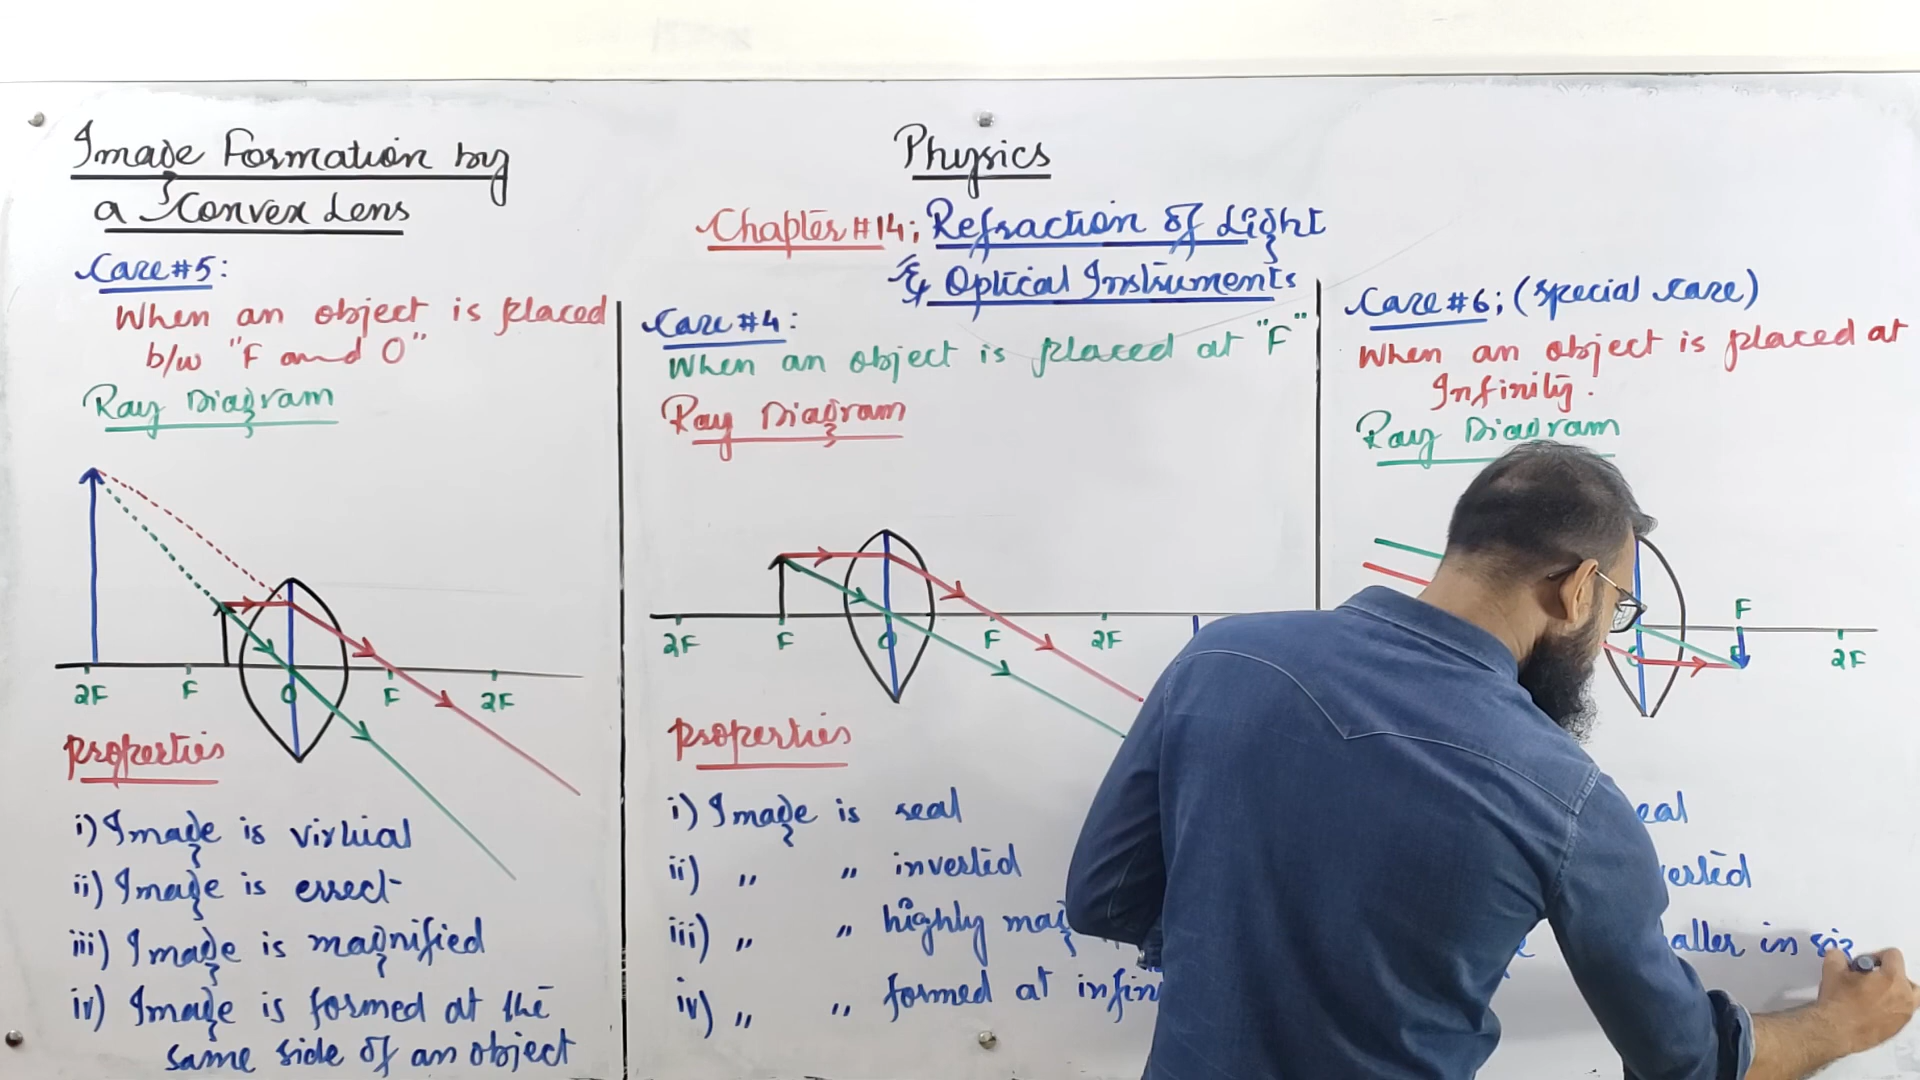 Image Formation by
a Convex Lens
Case#5:
When an object is placed
b/w "F and O"
Ray Diagram
2F F O F 2F
Properties
i) Image is virtual
ii) Image is errect
iii) Image is magnified
iv) Image is formed at the
same side of an object
Physics
Chapter #14; Refraction of Light
& Optical Instruments
Case #4:
When an object is placed at "F"
Ray Diagram
2F F O F 2F
Properties
i) Image is real
ii) " " inverted
iii) " " highly
iv) " " formed at
Case #6; (special case)
When an object is placed at
Infinity.
Ray Diagram
F
2F
in